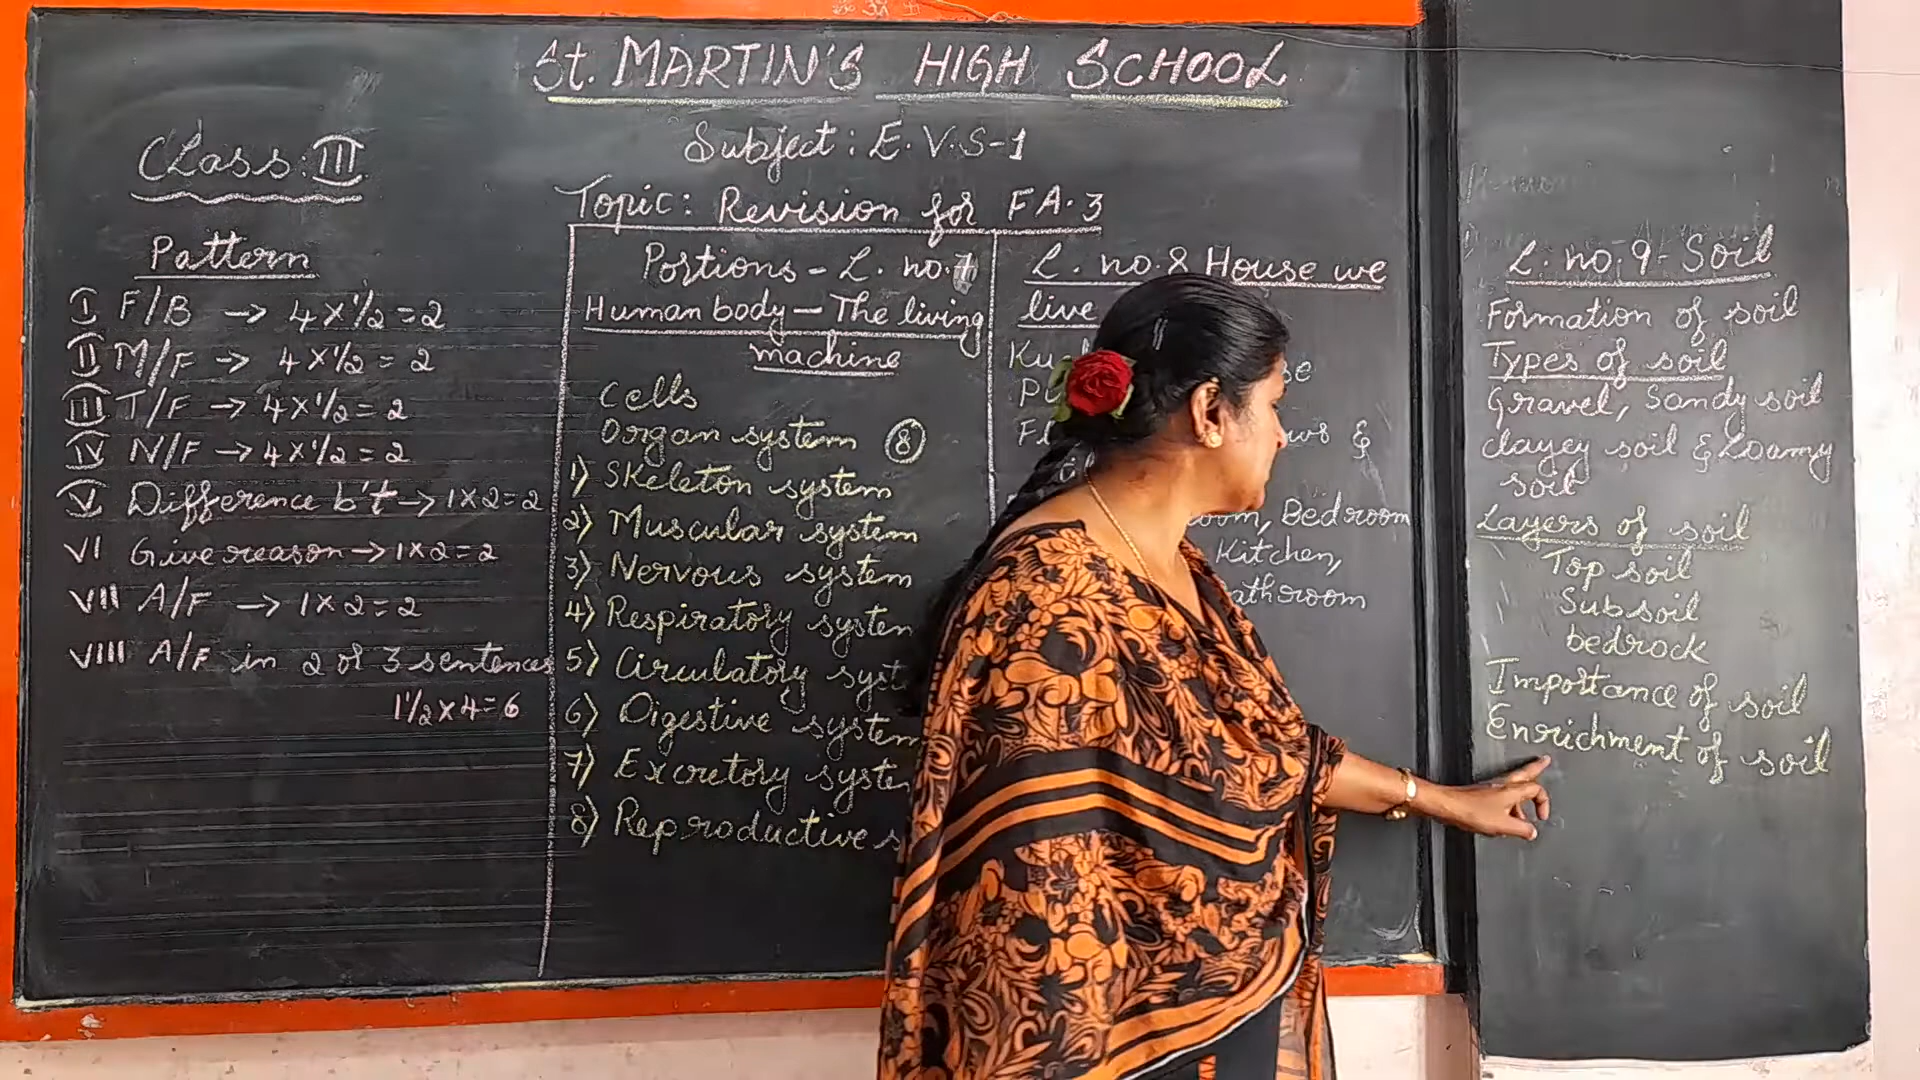 St. MARTIN'S HIGH SCHOOL
Subject: E.V.S-1
Class: III
Topic: Revision for FA.3
Pattern
I F/B → 4 x 1/2 = 2
II M/F → 4 x 1/2 = 2
III T/F → 4 x 1/2 = 2
IV N/F → 4 x 1/2 = 2
V Difference b't → 1 x 2 = 2
VI Give reason → 1 x 2 = 2
VII A/F → 1 x 2 = 2
VIII A/F in 2 or 3 sentences
1 1/2 x 4 = 6
Portions - L. no. 7
Human body - The living
machine
Cells
Organ system 8
1) Skeleton system
2) Muscular system
3) Nervous system
4) Respiratory system
5) Circulatory syst
6) Digestive system
7) Excretory syste
8) Reproductive s
L. no. 8 House we
live
&
Bedroom
Kitchen,
L. no. 9 - Soil
Formation of soil
Types of soil
Gravel, Sandy soil
clayey soil & Loamy
soil
Layers of soil
Top soil
Subsoil
bedrock
Importance of soil
Enrichment of soil